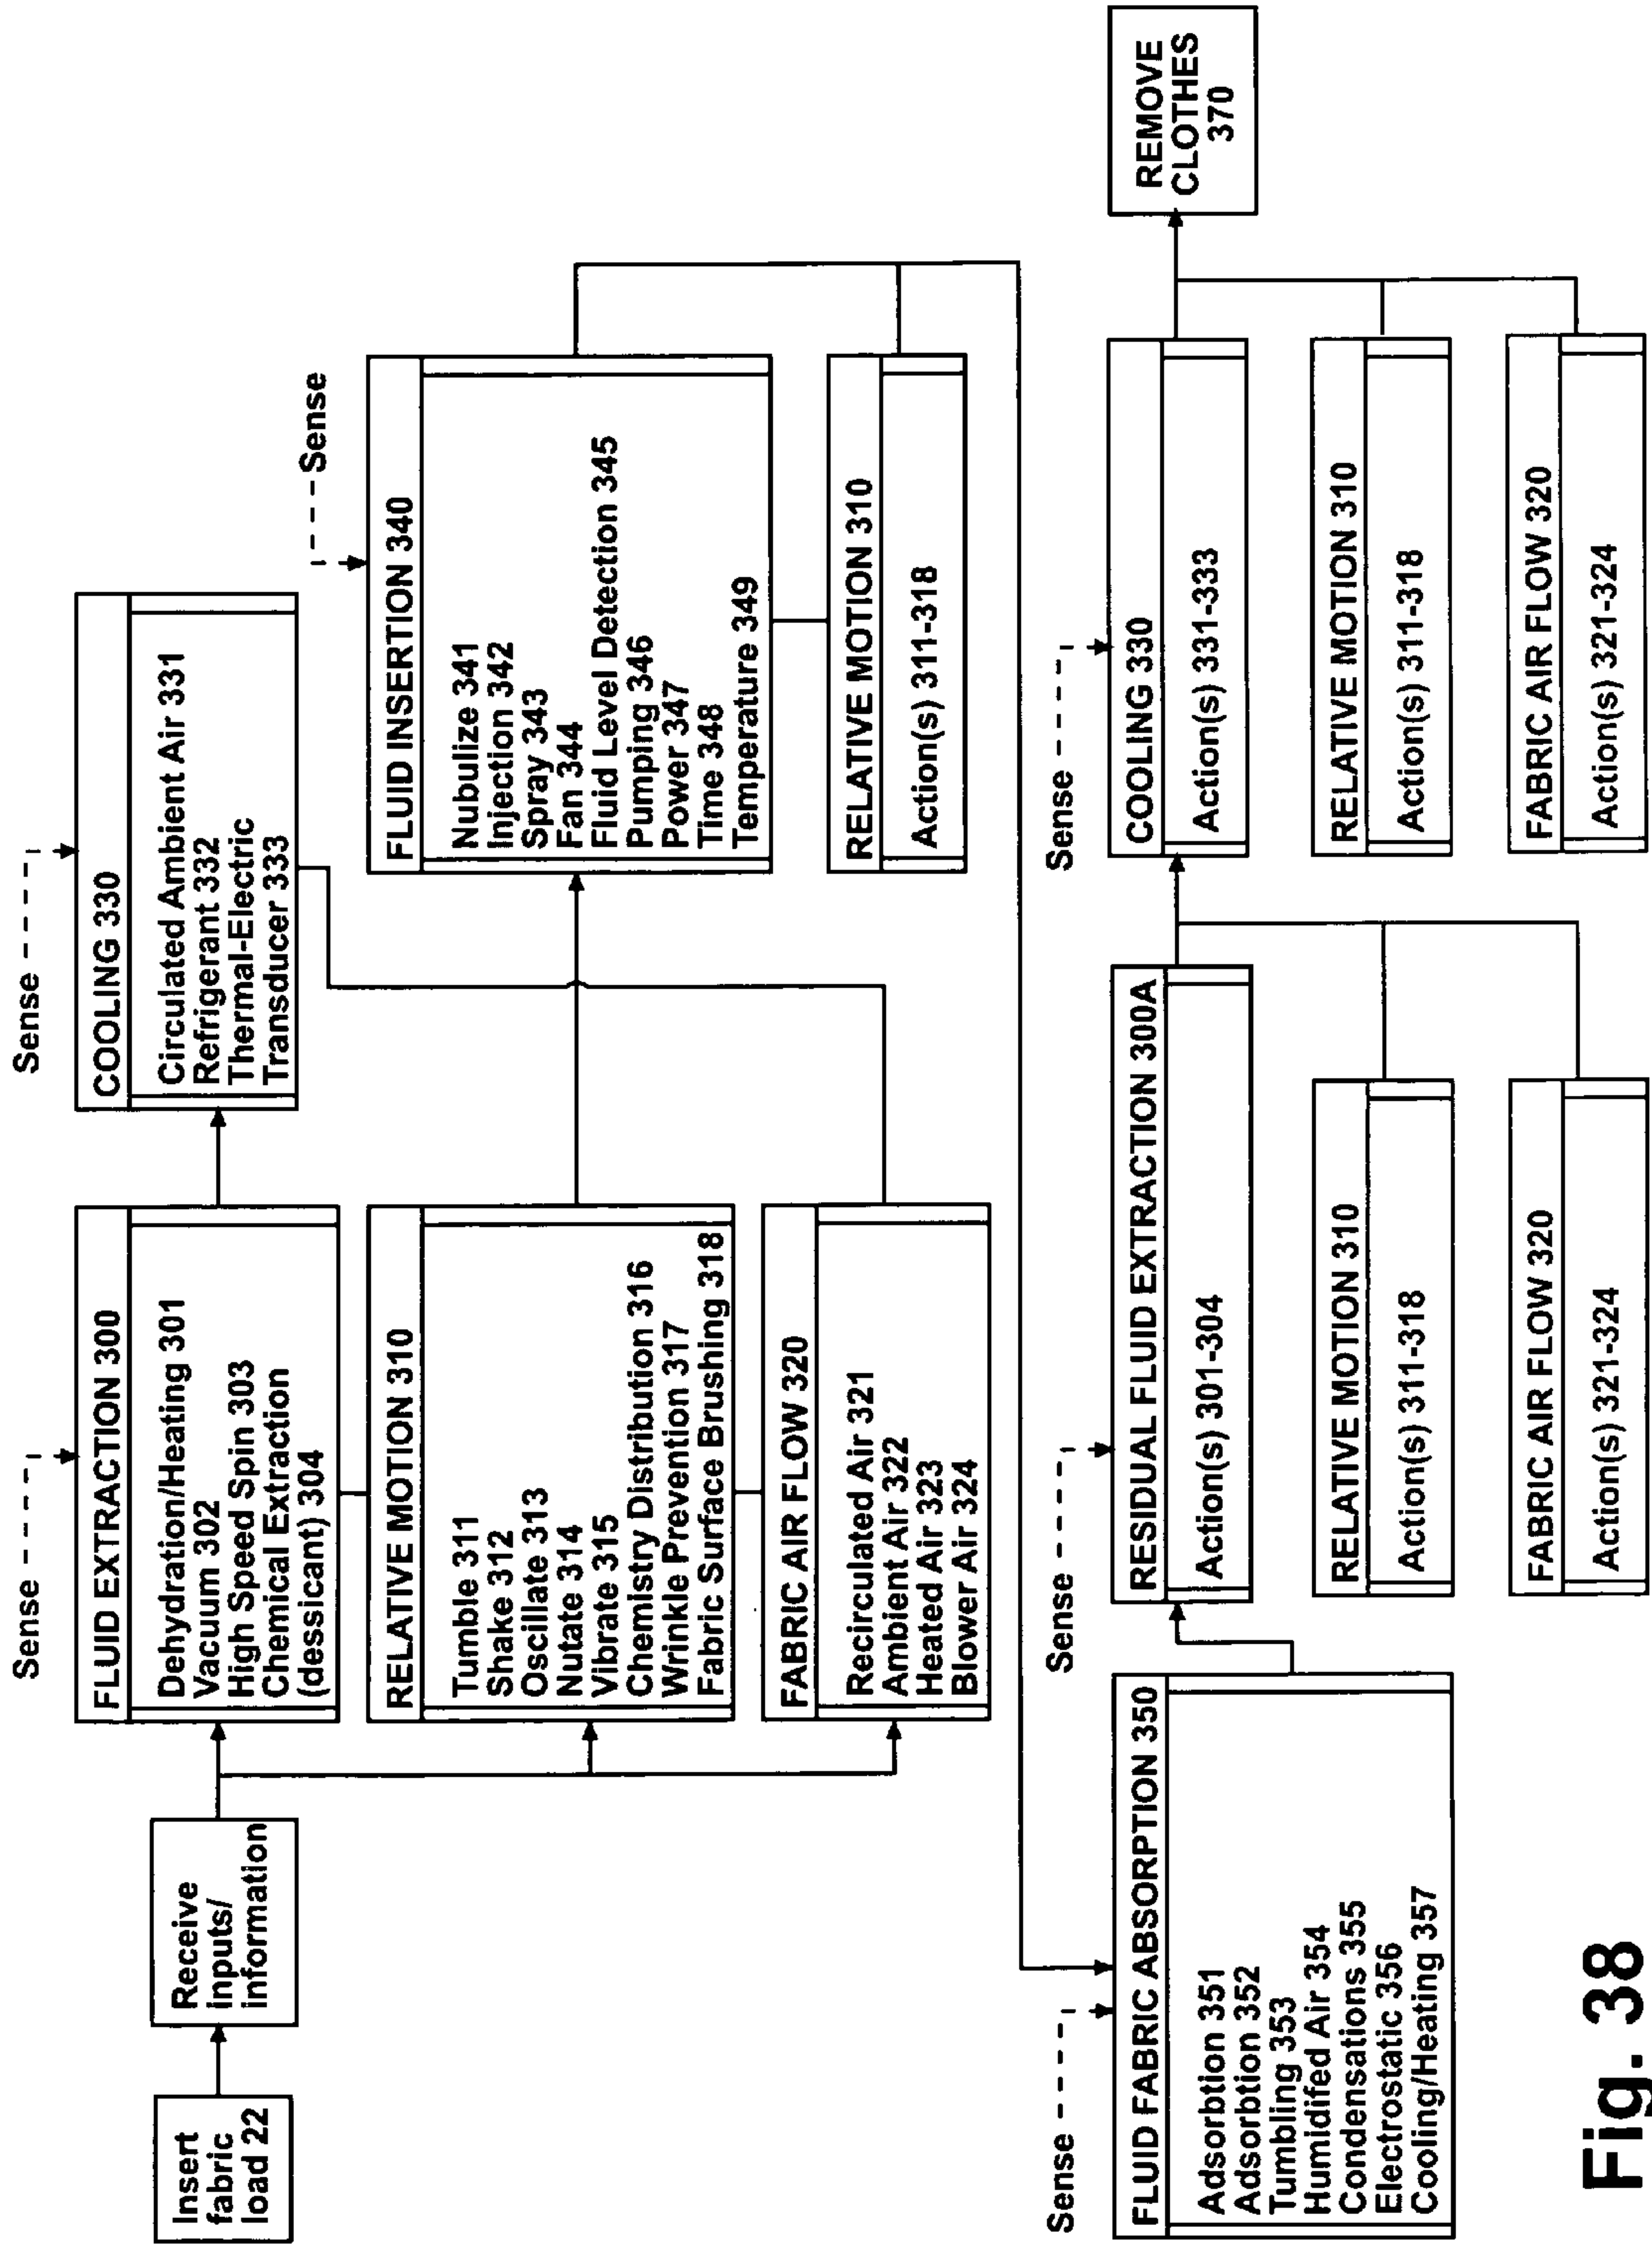 Insert
fabric
load 22
Receive
inputs/
information
Sense
FLUID EXTRACTION 300
Dehydration/Heating 301
Vacuum 302
High Speed Spin 303
Chemical Extraction
(dessicant) 304
RELATIVE MOTION 310
Tumble 311
Shake 312
Oscillate 313
Nutate 314
Vibrate 315
Chemistry Distribution 316
Wrinkle Prevention 317
Fabric Surface Brushing 318
FABRIC AIR FLOW 320
Recirculated Air 321
Ambient Air 322
Heated Air 323
Blower Air 324
Sense
COOLING 330
Circulated Ambient Air 331
Refrigerant 332
Thermal-Electric
Transducer 333
Sense
FLUID INSERTION 340
Nubulize 341
Injection 342
Spray 343
Fan 344
Fluid Level Detection 345
Pumping 346
Power 347
Time 348
Temperature 349
RELATIVE MOTION 310
Action(s) 311-318
Sense
FLUID FABRIC ABSORPTION 350
Adsorbtion 351
Adsorbtion 352
Tumbling 353
Humidifed Air 354
Condensations 355
Electrostatic 356
Cooling/Heating 357
Sense
RESIDUAL FLUID EXTRACTION 300A
Action(s) 301-304
RELATIVE MOTION 310
Action(s) 311-318
FABRIC AIR FLOW 320
Action(s) 321-324
Sense
COOLING 330
Action(s) 331-333
RELATIVE MOTION 310
Action(s) 311-318
FABRIC AIR FLOW 320
Action(s) 321-324
REMOVE
CLOTHES
370
Fig. 38